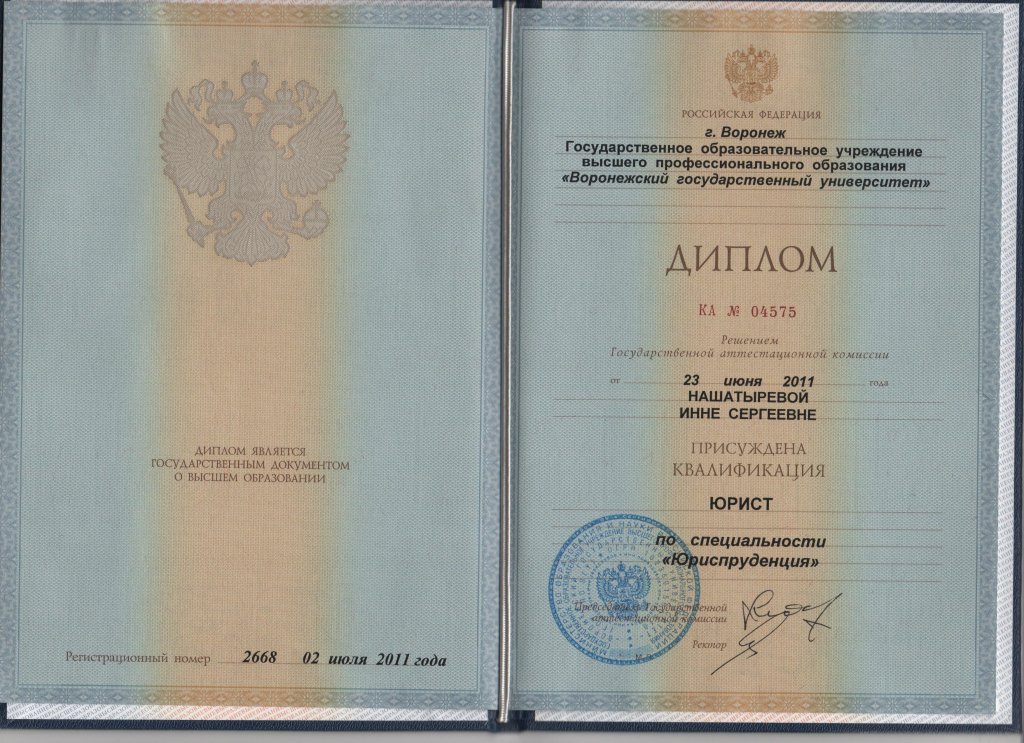 ДИПЛОМ ЯВЛЯЕТСЯ
ГОСУДАРСТВЕННЫМ ДОКУМЕНТОМ
О ВЫСШЕМ ОБРАЗОВАНИИ
Регистрационный номер 2668 02 июля 2011 года
РОССИЙСКАЯ ФЕДЕРАЦИЯ
г. Воронеж
Государственное образовательное учреждение
высшего профессионального образования
«Воронежский государственный университет»
ДИПЛОМ
КА № 04575
Решением
Государственной аттестационной комиссии
от 23 июня 2011 года
НАШАТЫРЕВОЙ
ИННЕ СЕРГЕЕВНЕ
ПРИСУЖДЕНА
КВАЛИФИКАЦИЯ
ЮРИСТ
по специальности
«Юриспруденция»
Председатель Государственной
аттестационной комиссии
Ректор